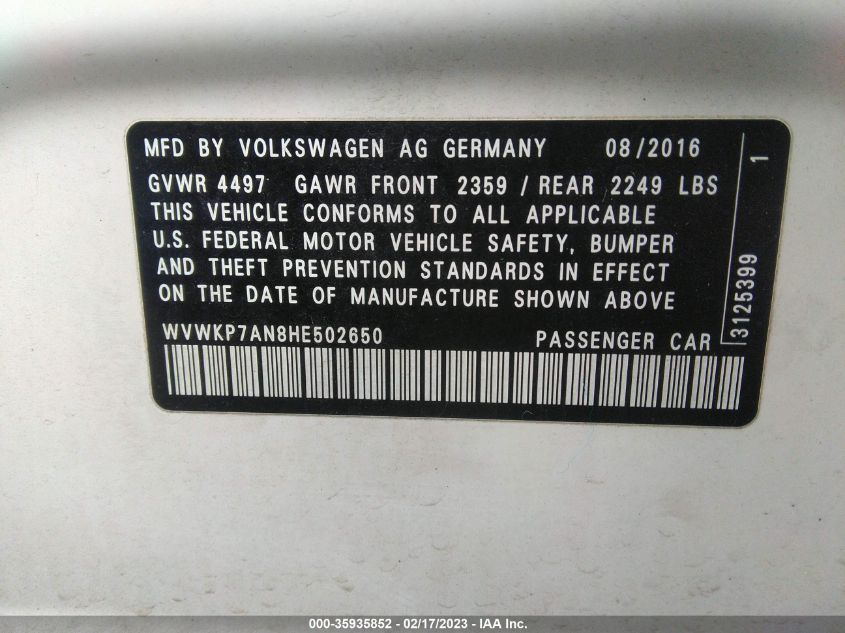 MFD BY VOLKSWAGEN AG GERMANY 08/2016
GVWR 4497 GAWR FRONT 2359 / REAR 2249 LBS
THIS VEHICLE CONFORMS TO ALL APPLICABLE
U.S. FEDERAL MOTOR VEHICLE SAFETY, BUMPER
AND THEFT PREVENTION STANDARDS IN EFFECT
ON THE DATE OF MANUFACTURE SHOWN ABOVE
WVWKP7AN8HE502650 PASSENGER CAR
3125399 1
000-35935852 - 02/17/2023 - IAA Inc.